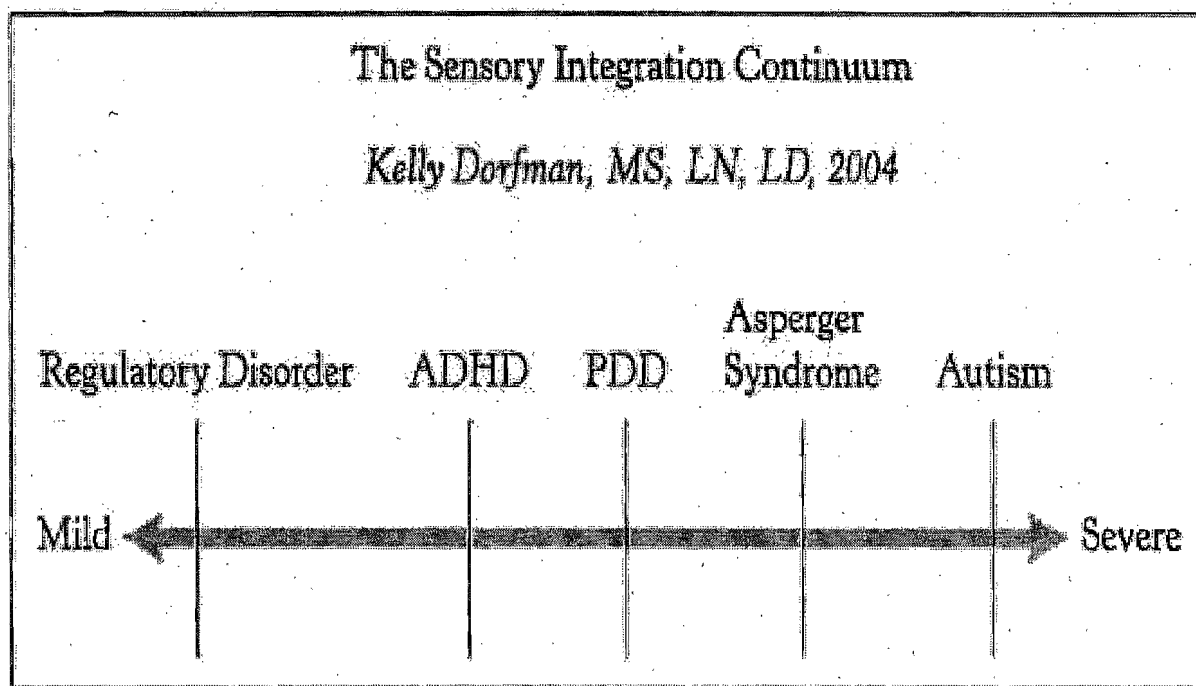 The Sensory Integration Continuum
Kelly Dorfman, MS, LN, LD, 2004
Regulatory Disorder
ADHD
PDD
Asperger
Syndrome
Autism
Mild
Severe